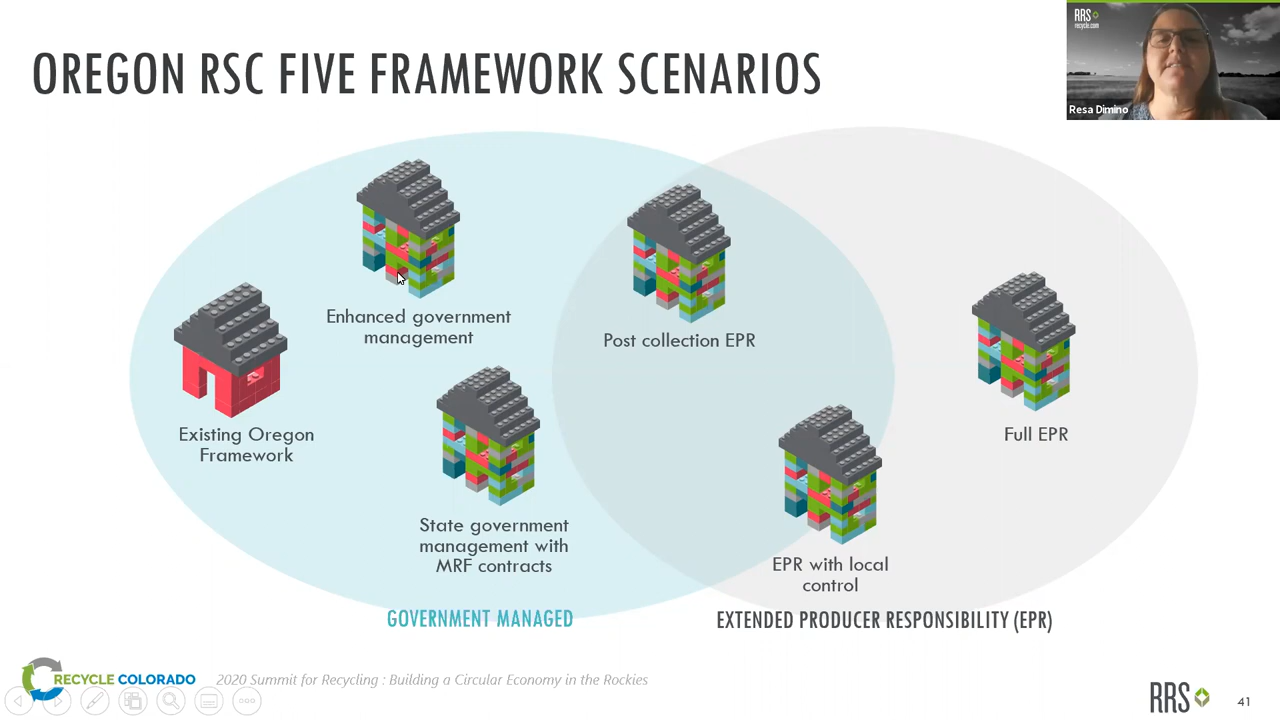 OREGON RSC FIVE FRAMEWORK SCENARIOS
RRS
recycle.com
Resa Dimino
Enhanced government
management
Post collection EPR
Existing Oregon
Framework
Full EPR
State government
management with
MRF contracts
EPR with local
control
GOVERNMENT MANAGED
EXTENDED PRODUCER RESPONSIBILITY (EPR)
RECYCLE COLORADO
2020 Summit for Recycling : Building a Circular Economy in the Rockies
RRS
41